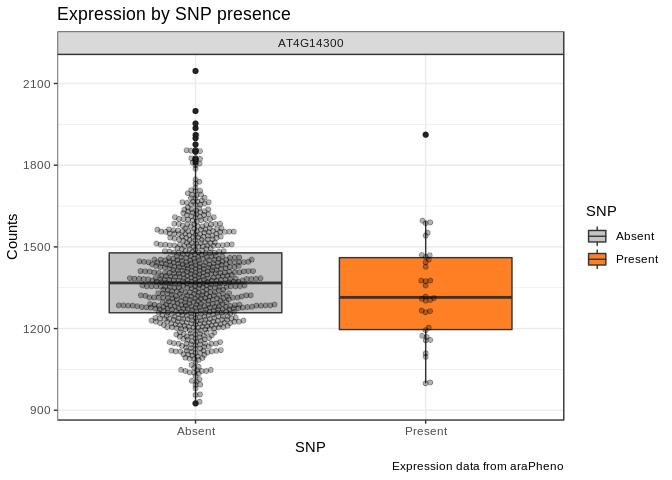 Expression by SNP presence
AT4G14300
2100
1800
1500
1200
900
Counts
Absent
Present
SNP
SNP
Absent
Present
Expression data from araPheno